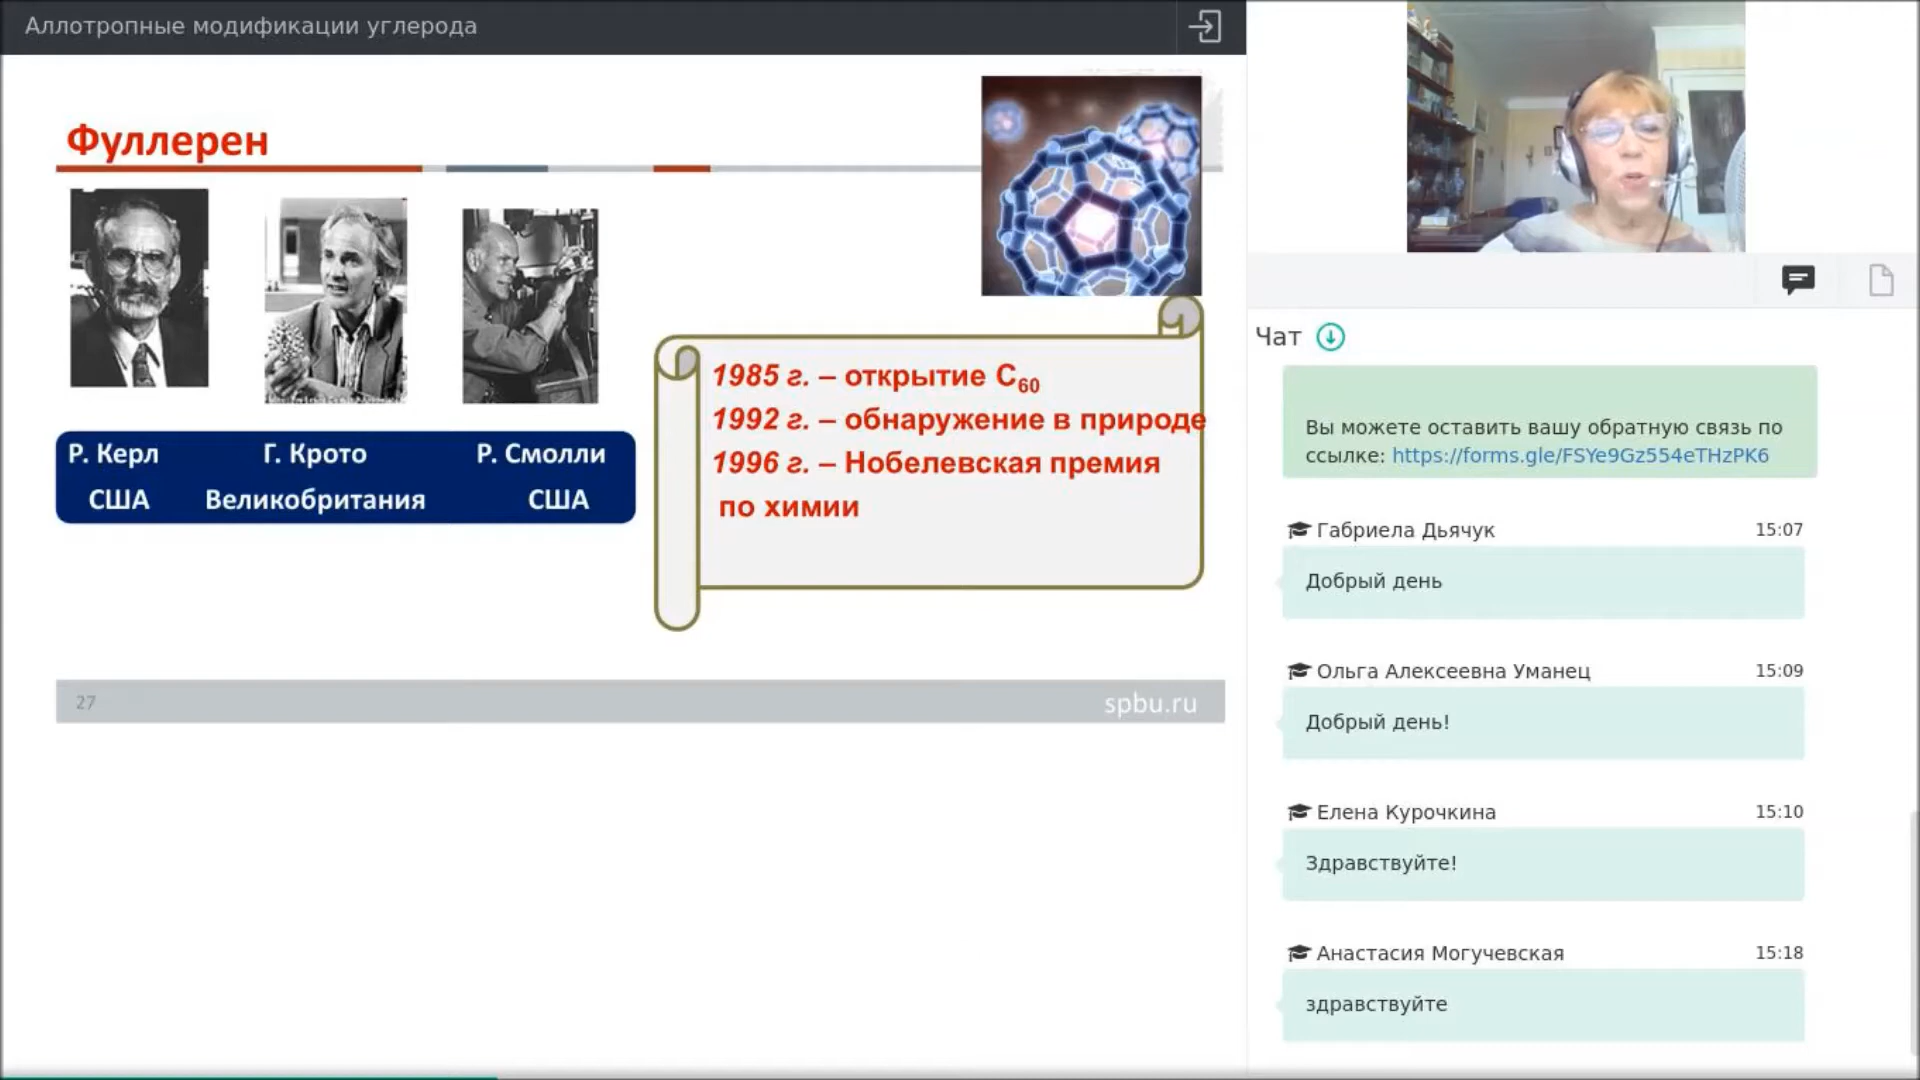 Аллотропные модификации углерода
Фуллерен
Р. Керл Г. Крото Р. Смолли
США Великобритания США
1985 г. – открытие С60
1992 г. – обнаружение в природе
1996 г. – Нобелевская премия
по химии
27
spbu.ru
Чат
Вы можете оставить вашу обратную связь по
ссылке: https://forms.gle/FSYe9Gz554eTHzPK6
Габриела Дьячук 15:07
Добрый день
Ольга Алексеевна Уманец 15:09
Добрый день!
Елена Курочкина 15:10
Здравствуйте!
Анастасия Могучевская 15:18
здравствуйте